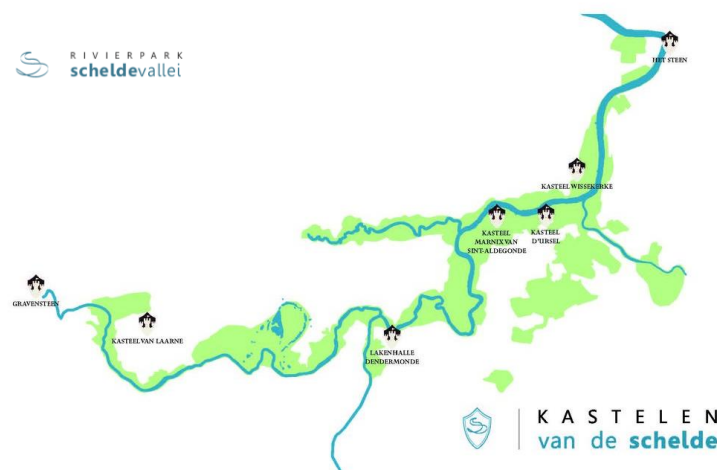 RIVIERPARK
scheldevallei
HET STEEN
KASTEEL WISSEKERKE
KASTEEL
MARNIX VAN
SINT-ALDEGONDE
KASTEEL
D'URSEL
GRAVENSTEEN
KASTEEL VAN LAARNE
LAKENHALLE
DENDERMONDE
KASTELEN
van de schelde